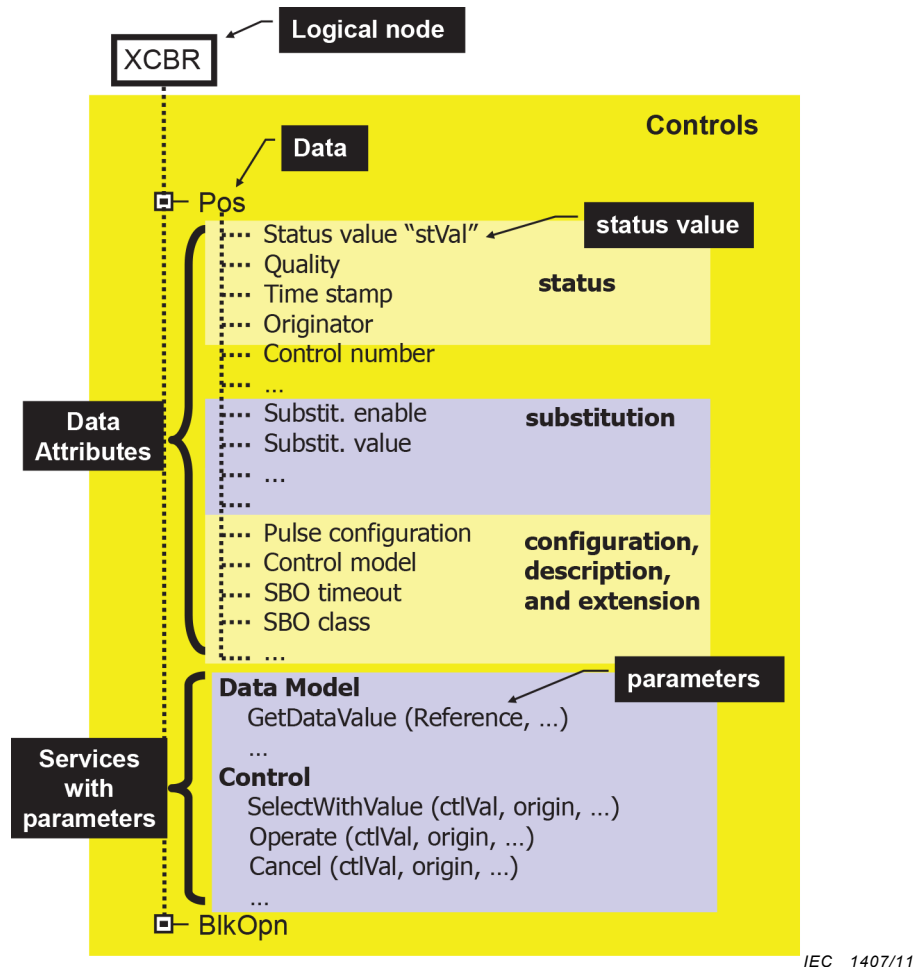 Logical node
XCBR
Controls
Data
Pos
status value
Status value “stVal”
Quality
status
Time stamp
Originator
Control number
...
Data
Attributes
Substit. enable
substitution
Substit. value
...
Pulse configuration
configuration,
Control model
description,
SBO timeout
and extension
SBO class
...
parameters
Data Model
GetDataValue (Reference, ...)
...
Services
with
parameters
Control
SelectWithValue (ctlVal, origin, ...)
Operate (ctlVal, origin, ...)
Cancel (ctlVal, origin, ...)
...
BlkOpn
IEC 1407/11